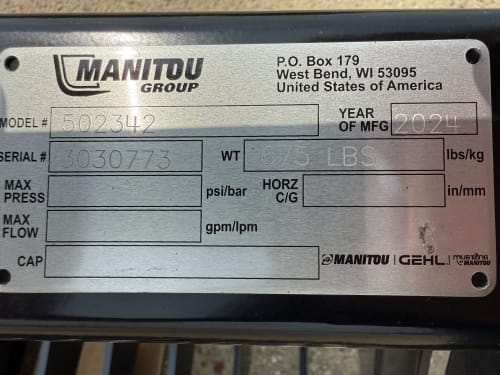 MANITOU
GROUP
P.O. Box 179
West Bend, WI 53095
United States of America
MODEL # 502342
YEAR OF MFG 2024
SERIAL # 3030773
WT 675 LBS lbs/kg
MAX PRESS psi/bar
HORZ C/G in/mm
MAX FLOW gpm/lpm
CAP
MANITOU | GEHL | mustang MANITOU